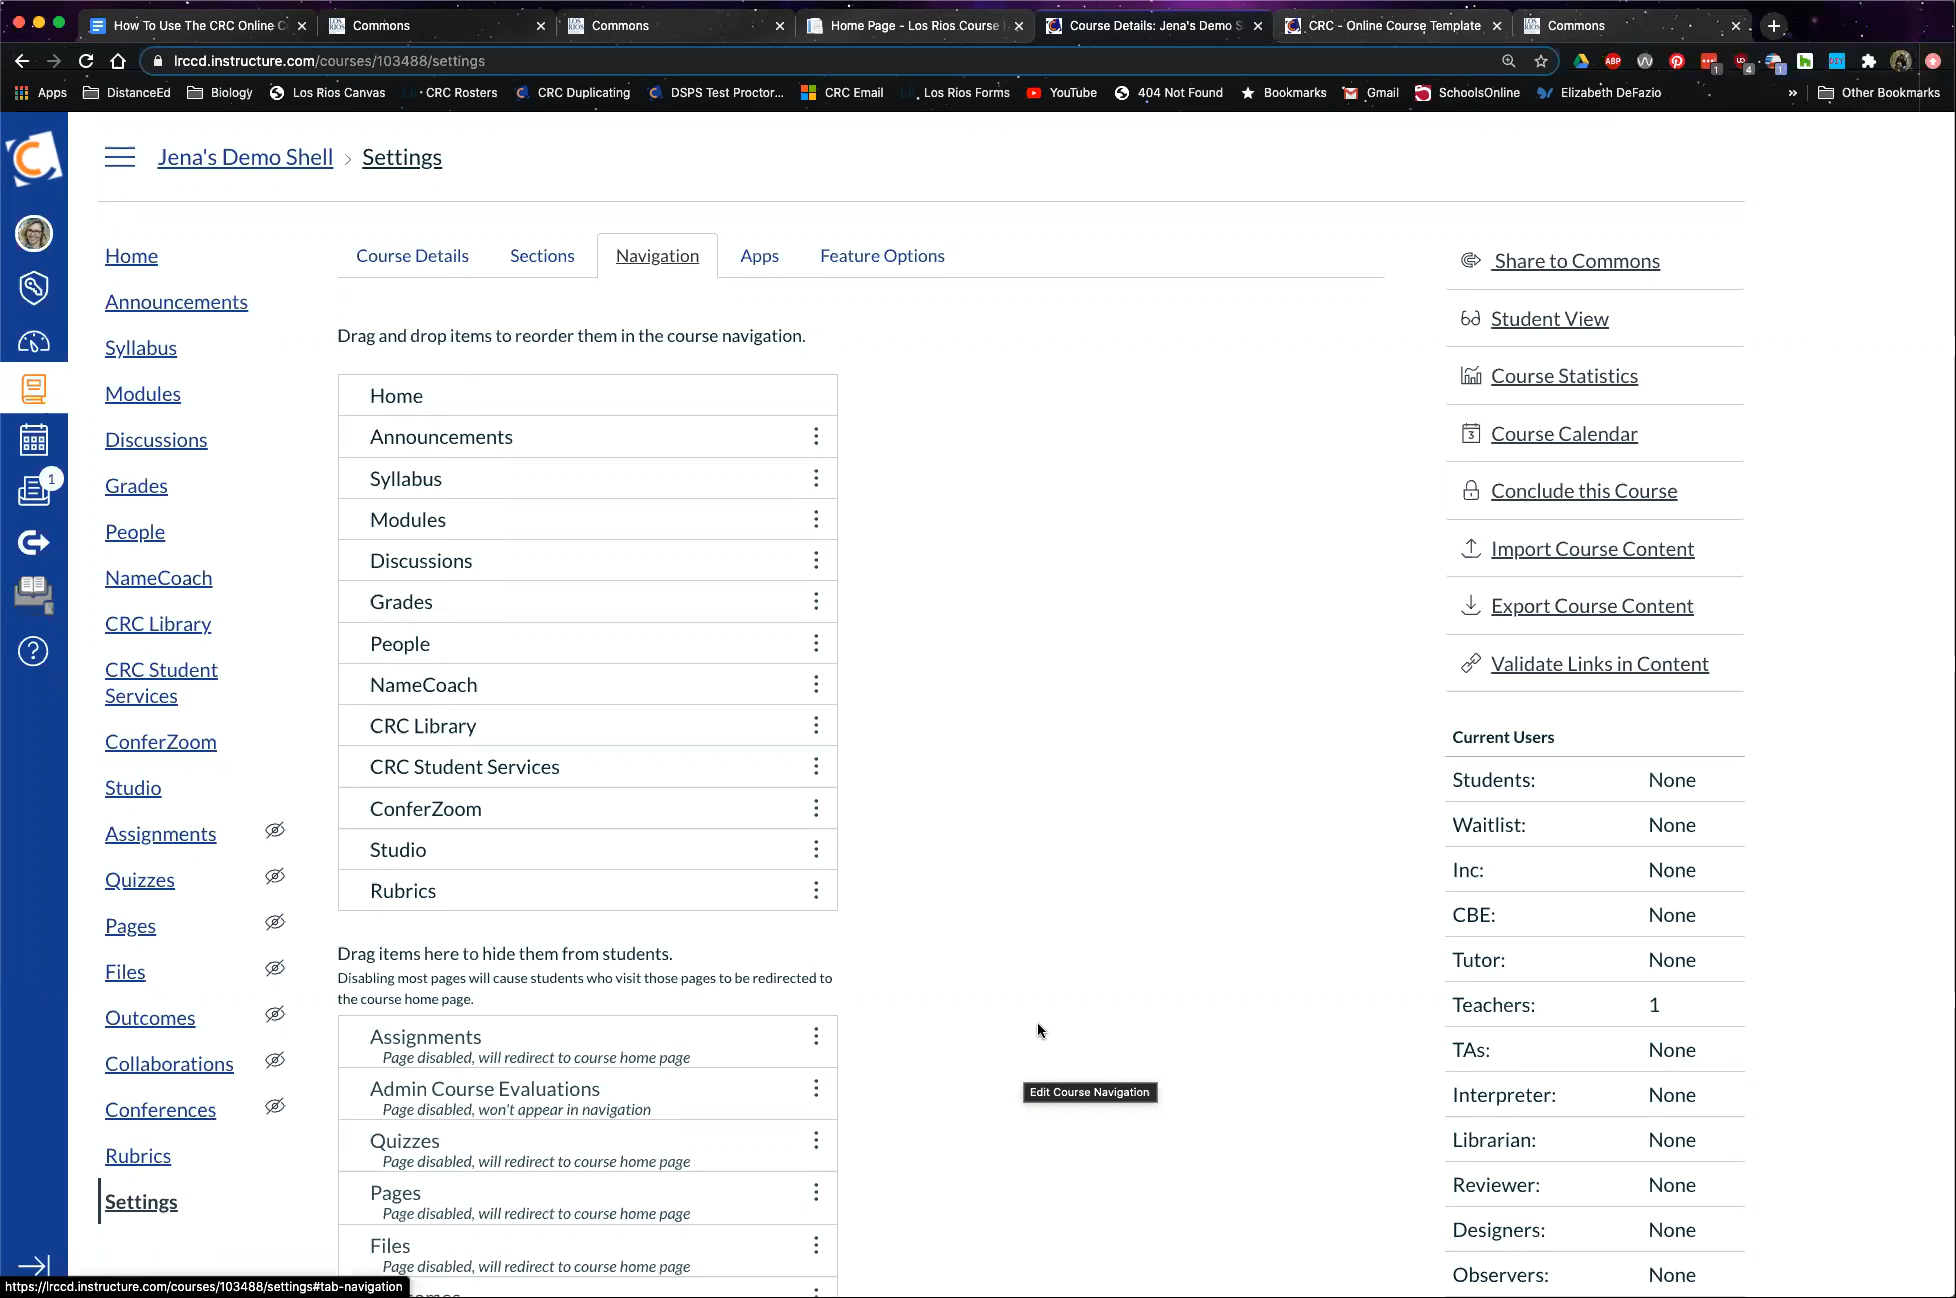 How To Use The CRC Online C
Commons
Commons
Home Page - Los Rios Course
Course Details: Jena's Demo S
CRC - Online Course Template
Commons
lrccd.instructure.com/courses/103488/settings
Apps
DistanceEd
Biology
Los Rios Canvas
CRC Rosters
CRC Duplicating
DSPS Test Proctor...
CRC Email
Los Rios Forms
YouTube
404 Not Found
Bookmarks
Gmail
SchoolsOnline
Elizabeth DeFazio
»
Other Bookmarks
Jena's Demo Shell › Settings
1
Home
Announcements
Syllabus
Modules
Discussions
Grades
People
NameCoach
CRC Library
CRC Student
Services
ConferZoom
Studio
Assignments
Quizzes
Pages
Files
Outcomes
Collaborations
Conferences
Rubrics
Settings
Course Details
Sections
Navigation
Apps
Feature Options
Drag and drop items to reorder them in the course navigation.
Home
Announcements
Syllabus
Modules
Discussions
Grades
People
NameCoach
CRC Library
CRC Student Services
ConferZoom
Studio
Rubrics
Drag items here to hide them from students.
Disabling most pages will cause students who visit those pages to be redirected to
the course home page.
Assignments
Page disabled, will redirect to course home page
Admin Course Evaluations
Page disabled, won't appear in navigation
Quizzes
Page disabled, will redirect to course home page
Pages
Page disabled, will redirect to course home page
Files
Page disabled, will redirect to course home page
Edit Course Navigation
Share to Commons
Student View
Course Statistics
3 Course Calendar
Conclude this Course
Import Course Content
Export Course Content
Validate Links in Content
Current Users
Students: None
Waitlist: None
Inc: None
CBE: None
Tutor: None
Teachers: 1
TAs: None
Interpreter: None
Librarian: None
Reviewer: None
Designers: None
Observers: None
https://lrccd.instructure.com/courses/103488/settings#tab-navigation